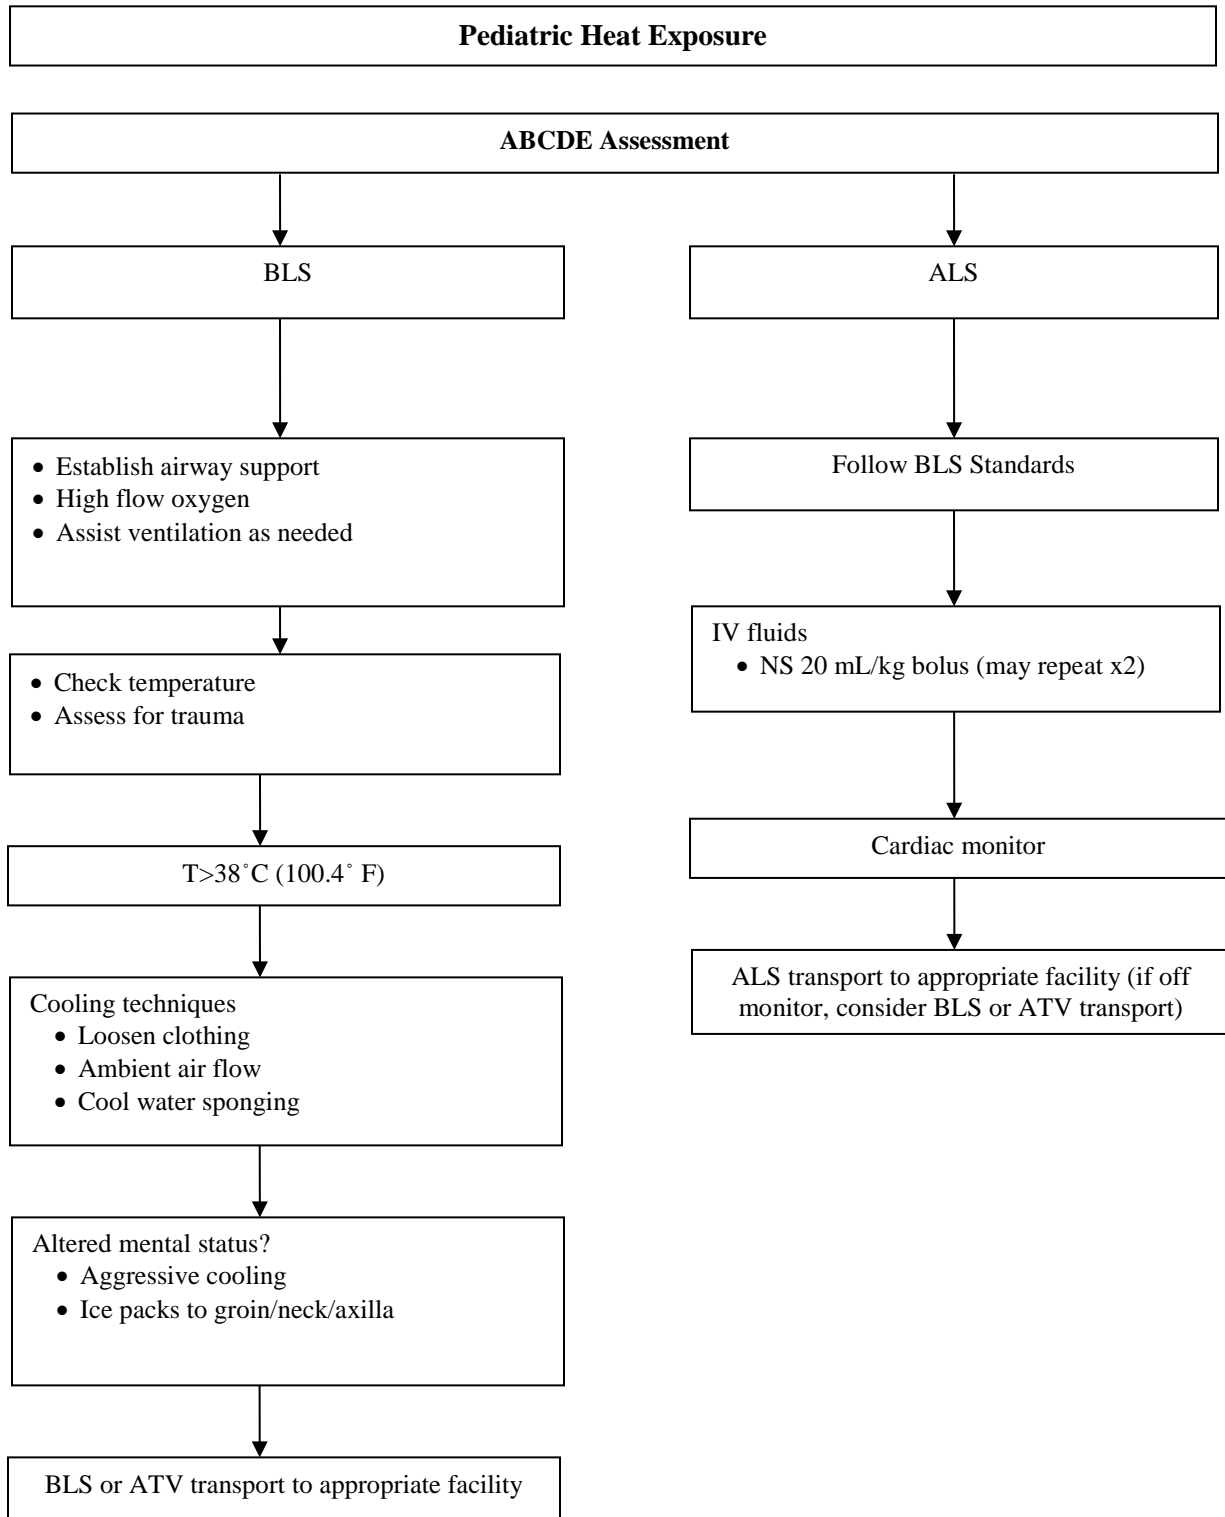 Pediatric Heat Exposure
ABCDE Assessment
BLS
• Establish airway support
• High flow oxygen
• Assist ventilation as needed
• Check temperature
• Assess for trauma
T>38˚C (100.4˚ F)
Cooling techniques
• Loosen clothing
• Ambient air flow
• Cool water sponging
Altered mental status?
• Aggressive cooling
• Ice packs to groin/neck/axilla
BLS or ATV transport to appropriate facility
ALS
Follow BLS Standards
IV fluids
• NS 20 mL/kg bolus (may repeat x2)
Cardiac monitor
ALS transport to appropriate facility (if off
monitor, consider BLS or ATV transport)